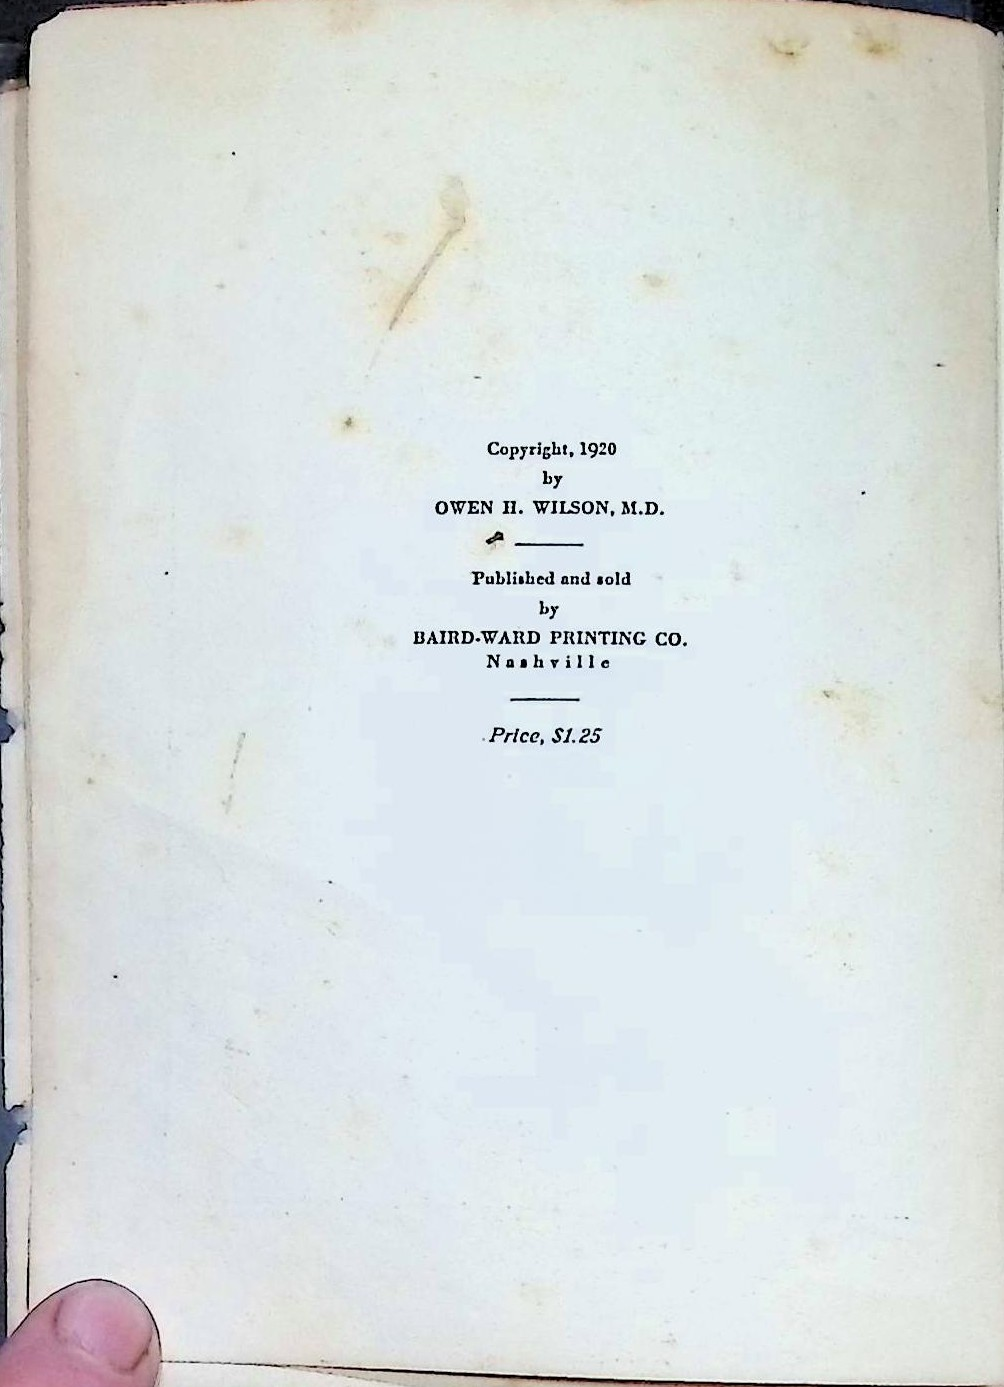 Copyright, 1920
by
OWEN H. WILSON, M.D.
Published and sold
by
BAIRD-WARD PRINTING CO.
Nashville
Price, $1.25